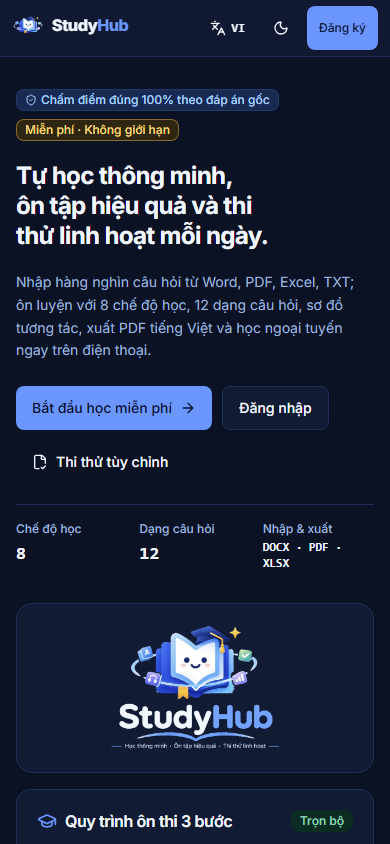 StudyHub
VI
Đăng ký
Chấm điểm đúng 100% theo đáp án gốc
Miễn phí · Không giới hạn
Tự học thông minh,
ôn tập hiệu quả và thi
thử linh hoạt mỗi ngày.
Nhập hàng nghìn câu hỏi từ Word, PDF, Excel, TXT;
ôn luyện với 8 chế độ học, 12 dạng câu hỏi, sơ đồ
tương tác, xuất PDF tiếng Việt và học ngoại tuyến
ngay trên điện thoại.
Bắt đầu học miễn phí
Đăng nhập
Thi thử tùy chỉnh
Chế độ học
8
Dạng câu hỏi
12
Nhập & xuất
DOCX · PDF ·
XLSX
StudyHub
Học thông minh · Ôn tập hiệu quả · Thi thử linh hoạt
Quy trình ôn thi 3 bước
Trọn bộ